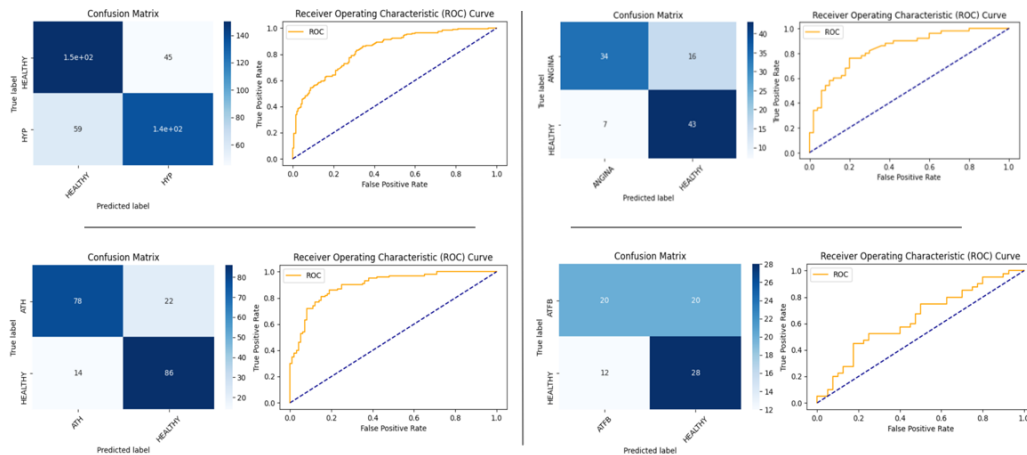 Confusion Matrix
HEALTHY
HYP
True label
1.5e+02
45
59
1.4e+02
HEALTHY
HYP
Predicted label
140
120
100
80
60
Receiver Operating Characteristic (ROC) Curve
ROC
True Positive Rate
1.0
0.8
0.6
0.4
0.2
0.0
0.0 0.2 0.4 0.6 0.8 1.0
False Positive Rate
Confusion Matrix
ANGINA
HEALTHY
True label
34
16
7
43
ANGINA
HEALTHY
Predicted label
40
35
30
25
20
15
10
Receiver Operating Characteristic (ROC) Curve
ROC
True Positive Rate
1.0
0.8
0.6
0.4
0.2
0.0
0.0 0.2 0.4 0.6 0.8 1.0
False Positive Rate
Confusion Matrix
ATH
HEALTHY
True label
78
22
14
86
ATH
HEALTHY
Predicted label
80
70
60
50
40
30
20
Receiver Operating Characteristic (ROC) Curve
ROC
True Positive Rate
1.0
0.8
0.6
0.4
0.2
0.0
0.0 0.2 0.4 0.6 0.8 1.0
False Positive Rate
Confusion Matrix
ATFB
HEALTHY
True label
20
20
12
28
ATFB
HEALTHY
Predicted label
28
26
24
22
20
18
16
14
12
Receiver Operating Characteristic (ROC) Curve
ROC
True Positive Rate
1.0
0.8
0.6
0.4
0.2
0.0
0.0 0.2 0.4 0.6 0.8 1.0
False Positive Rate